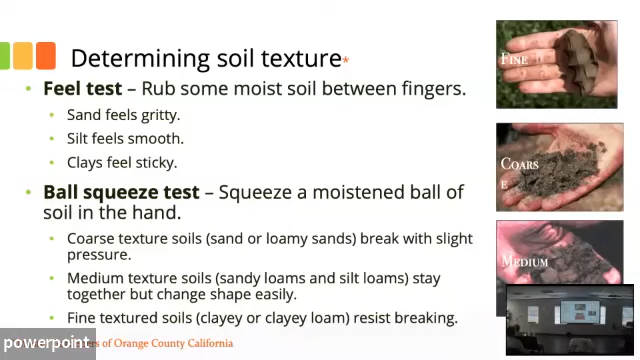 Determining soil texture*
• Feel test – Rub some moist soil between fingers.
• Sand feels gritty.
• Silt feels smooth.
• Clays feel sticky.
• Ball squeeze test – Squeeze a moistened ball of
soil in the hand.
• Coarse texture soils (sand or loamy sands) break with slight
pressure.
• Medium texture soils (sandy loams and silt loams) stay
together but change shape easily.
• Fine textured soils (clayey or clayey loam) resist breaking.
Fine
Coars
e
Medium
powerpoint
of Orange County California